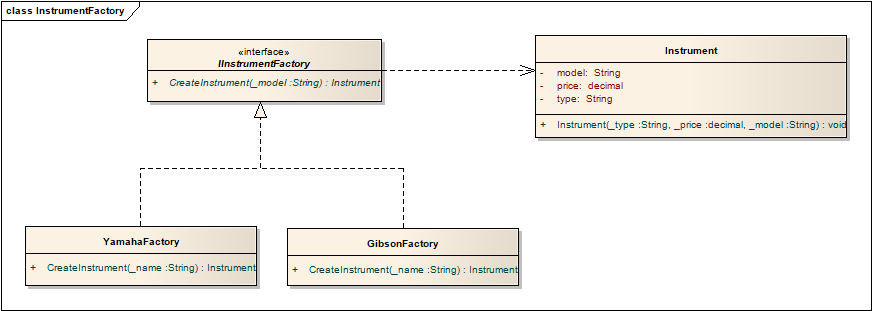 class InstrumentFactory
«interface»
IInstrumentFactory
+ CreateInstrument(_model :String) : Instrument
Instrument
- model: String
- price: decimal
- type: String
+ Instrument(_type :String, _price :decimal, _model :String) : void
YamahaFactory
+ CreateInstrument(_name :String) : Instrument
GibsonFactory
+ CreateInstrument(_name :String) : Instrument